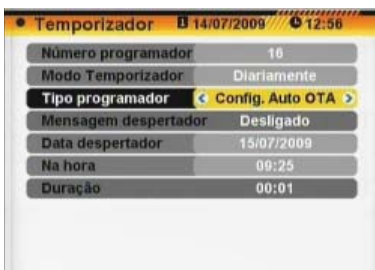 Temporizador 14/07/2009 12:56
Número programador 16
Modo Temporizador Diariamente
Tipo programador Config. Auto OTA
Mensagem despertador Desligado
Data despertador 15/07/2009
Na hora 09:25
Duração 00:01